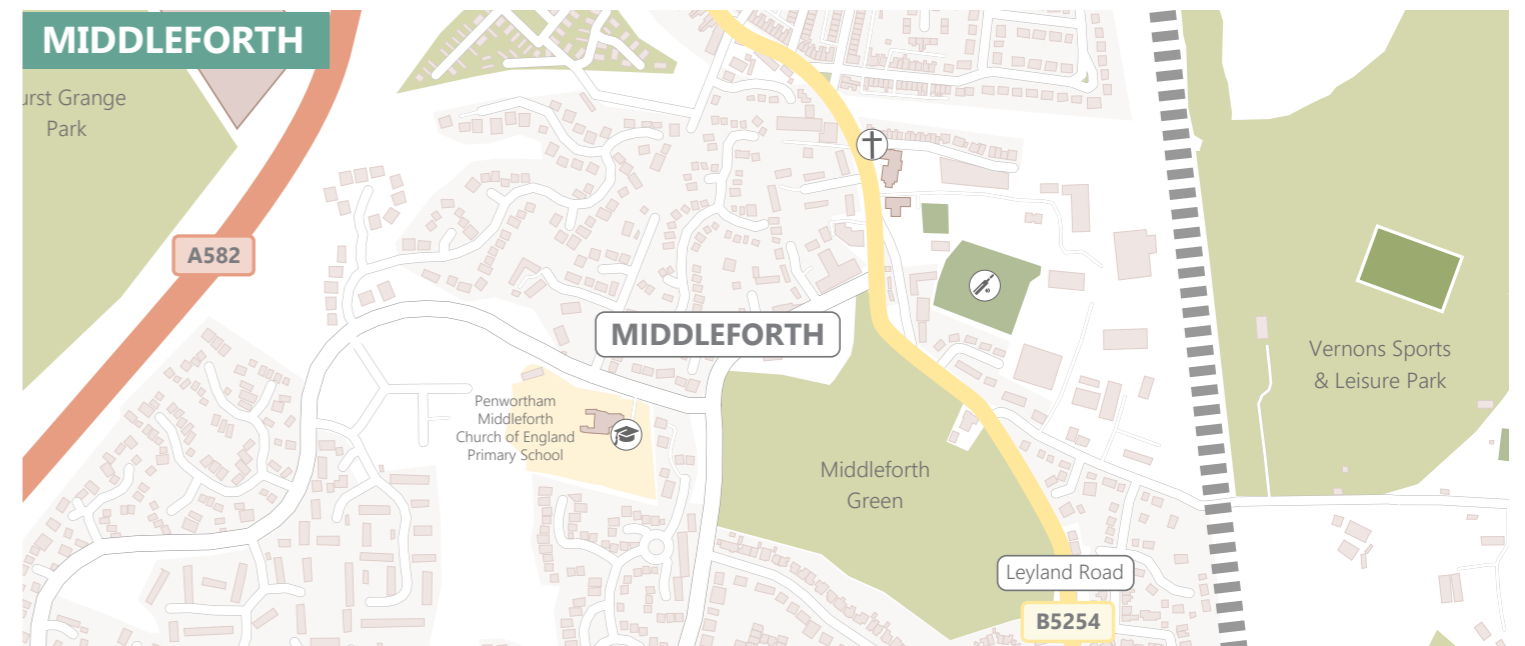 MIDDLEFORTH
urst Grange
Park
A582
MIDDLEFORTH
Vernons Sports
& Leisure Park
Penwortham
Middleforth
Church of England
Primary School
Middleforth
Green
Leyland Road
B5254